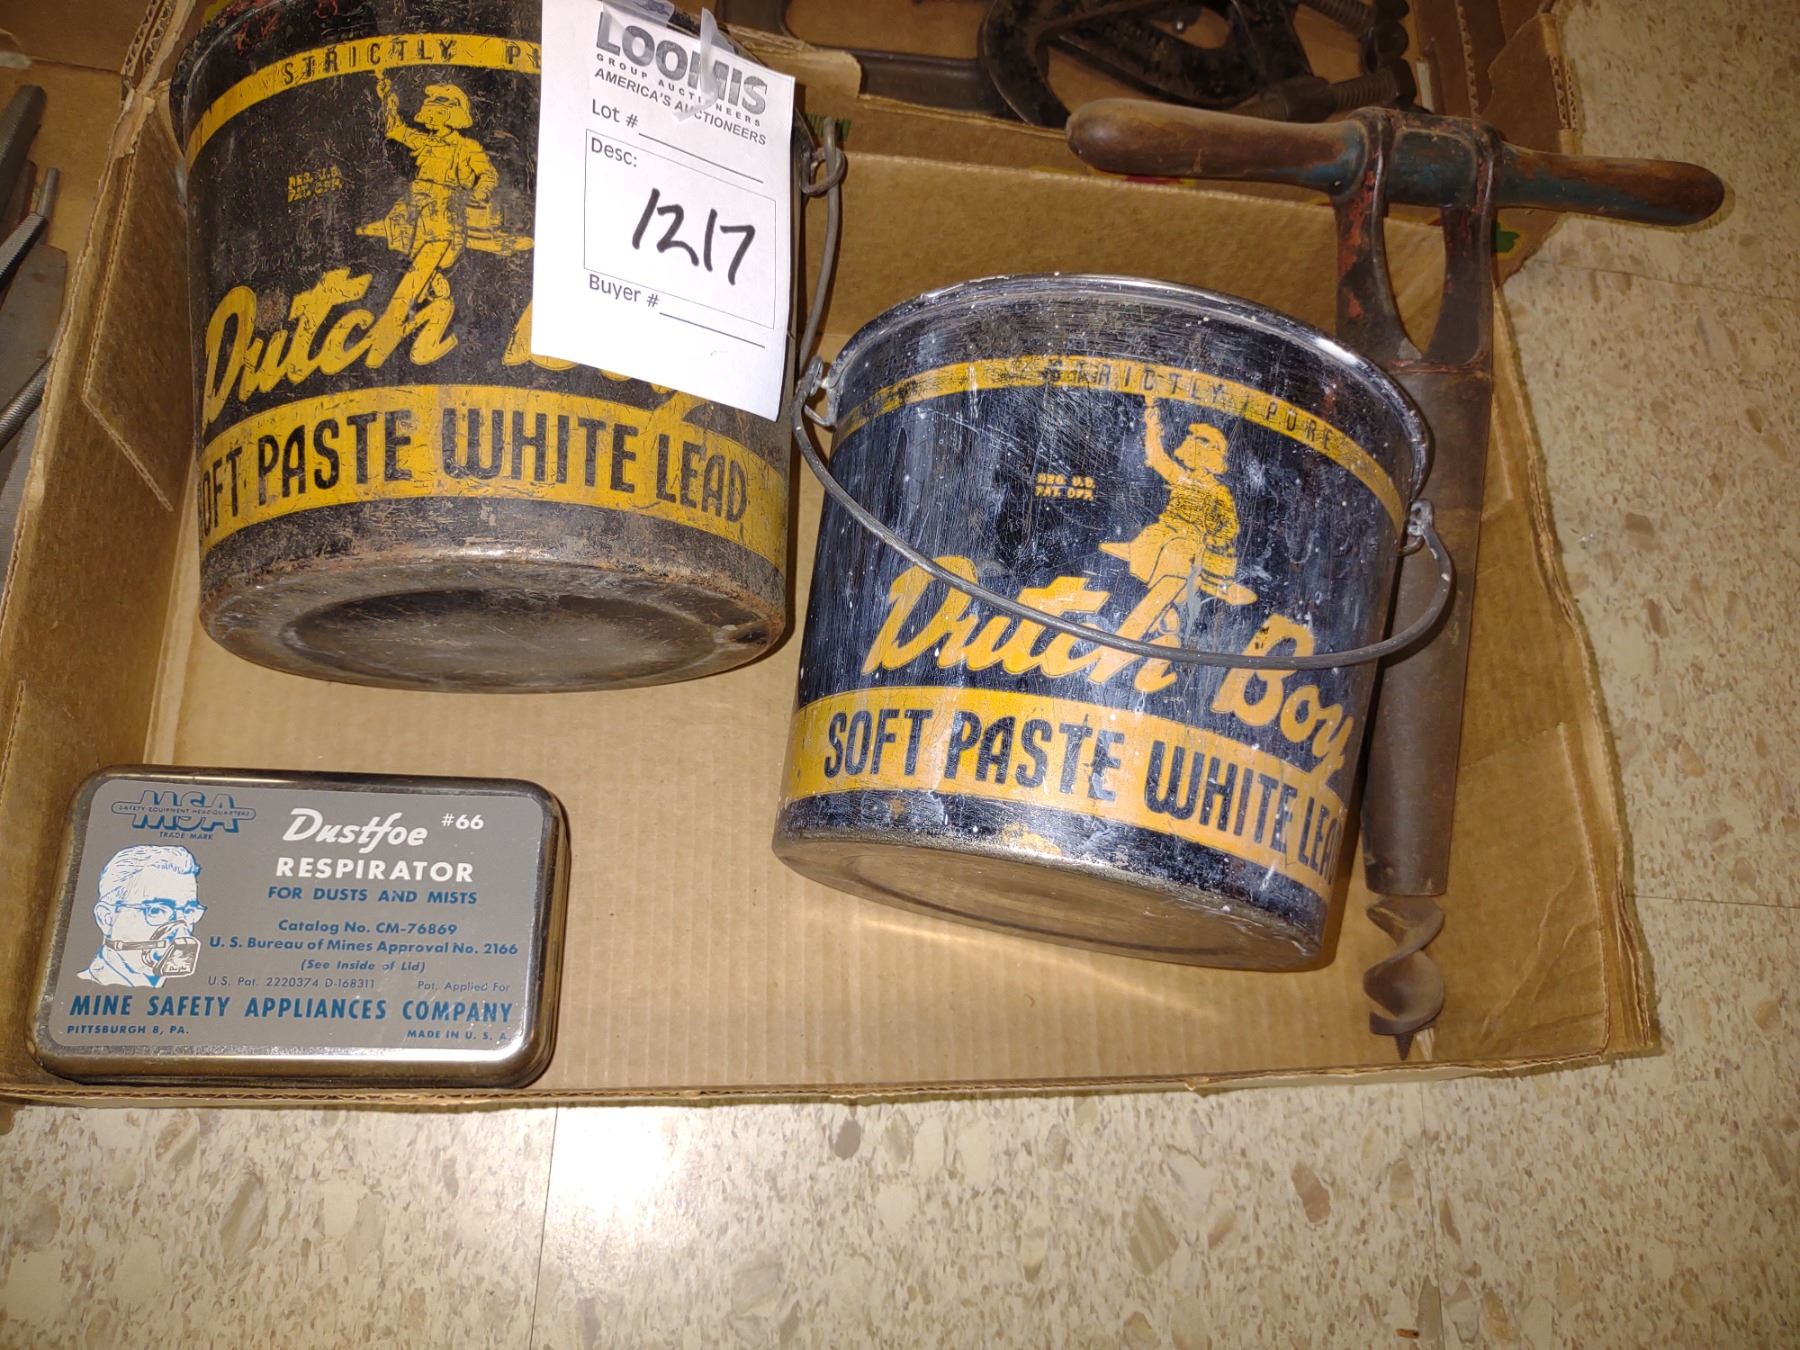 STRICTLY
REG. U.S.
PAT. OFF.
Dutch
SOFT PASTE WHITE LEAD
LOOMIS
GROUP AUCTIONEERS
AMERICA'S AUCTIONEERS
Lot #
Desc:
1217
Buyer #
STRICTLY PURE
REG. U.S.
PAT. OFF.
Dutch Boy
SOFT PASTE WHITE LEAD
MSA
SAFETY EQUIPMENT HEADQUARTERS
TRADE MARK
Dustfoe #66
RESPIRATOR
FOR DUSTS AND MISTS
Catalog No. CM-76869
U. S. Bureau of Mines Approval No. 2166
(See Inside of Lid)
U.S. Pat. 2220374 D-168311 Pat. Applied For
MINE SAFETY APPLIANCES COMPANY
PITTSBURGH 8, PA.
MADE IN U. S. A.